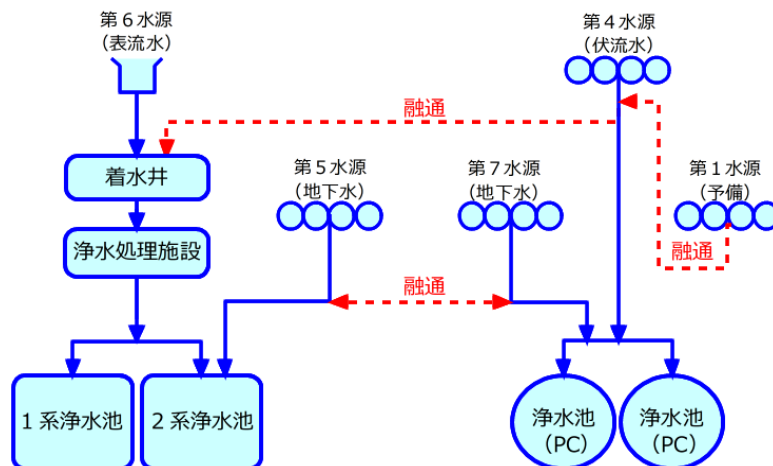 第6水源
（表流水）
第4水源
（伏流水）
融通
第5水源
（地下水）
第7水源
（地下水）
第1水源
（予備）
着水井
融通
浄水処理施設
融通
1系浄水池
2系浄水池
浄水池
（PC）
浄水池
（PC）